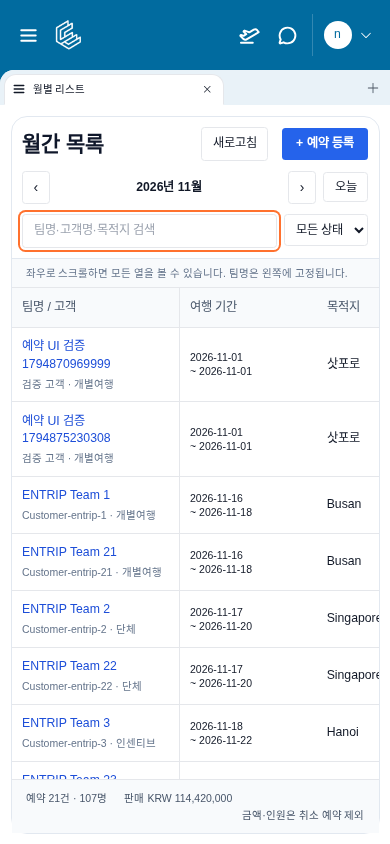 n
월별 리스트
월간 목록
새로고침
+ 예약 등록
‹
2026년 11월
›
오늘
팀명·고객명·목적지 검색
모든 상태
좌우로 스크롤하면 모든 열을 볼 수 있습니다. 팀명은 왼쪽에 고정됩니다.
팀명 / 고객 여행 기간 목적지
예약 UI 검증
1794870969999
검증 고객 · 개별여행
2026-11-01
~ 2026-11-01
삿포로
예약 UI 검증
1794875230308
검증 고객 · 개별여행
2026-11-01
~ 2026-11-01
삿포로
ENTRIP Team 1
Customer-entrip-1 · 개별여행
2026-11-16
~ 2026-11-18
Busan
ENTRIP Team 21
Customer-entrip-21 · 개별여행
2026-11-16
~ 2026-11-18
Busan
ENTRIP Team 2
Customer-entrip-2 · 단체
2026-11-17
~ 2026-11-20
Singapore
ENTRIP Team 22
Customer-entrip-22 · 단체
2026-11-17
~ 2026-11-20
Singapore
ENTRIP Team 3
Customer-entrip-3 · 인센티브
2026-11-18
~ 2026-11-22
Hanoi
ENTRIP Team 23
예약 21건 · 107명 판매 KRW 114,420,000
금액·인원은 취소 예약 제외